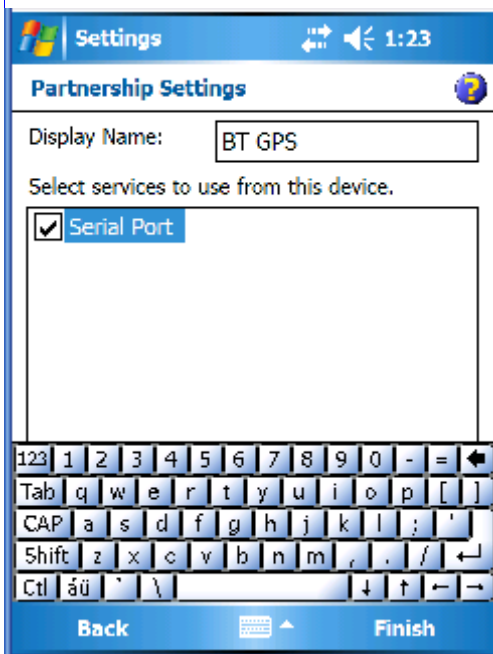 Settings 1:23
Partnership Settings ?
Display Name: BT GPS
Select services to use from this device.
Serial Port
123 1 2 3 4 5 6 7 8 9 0 - = ←
Tab q w e r t y u i o p [ ]
CAP a s d f g h j k l ; '
Shift z x c v b n m , . / ↵
Ctl áü ` \ ↓ ↑ ← →
Back Finish